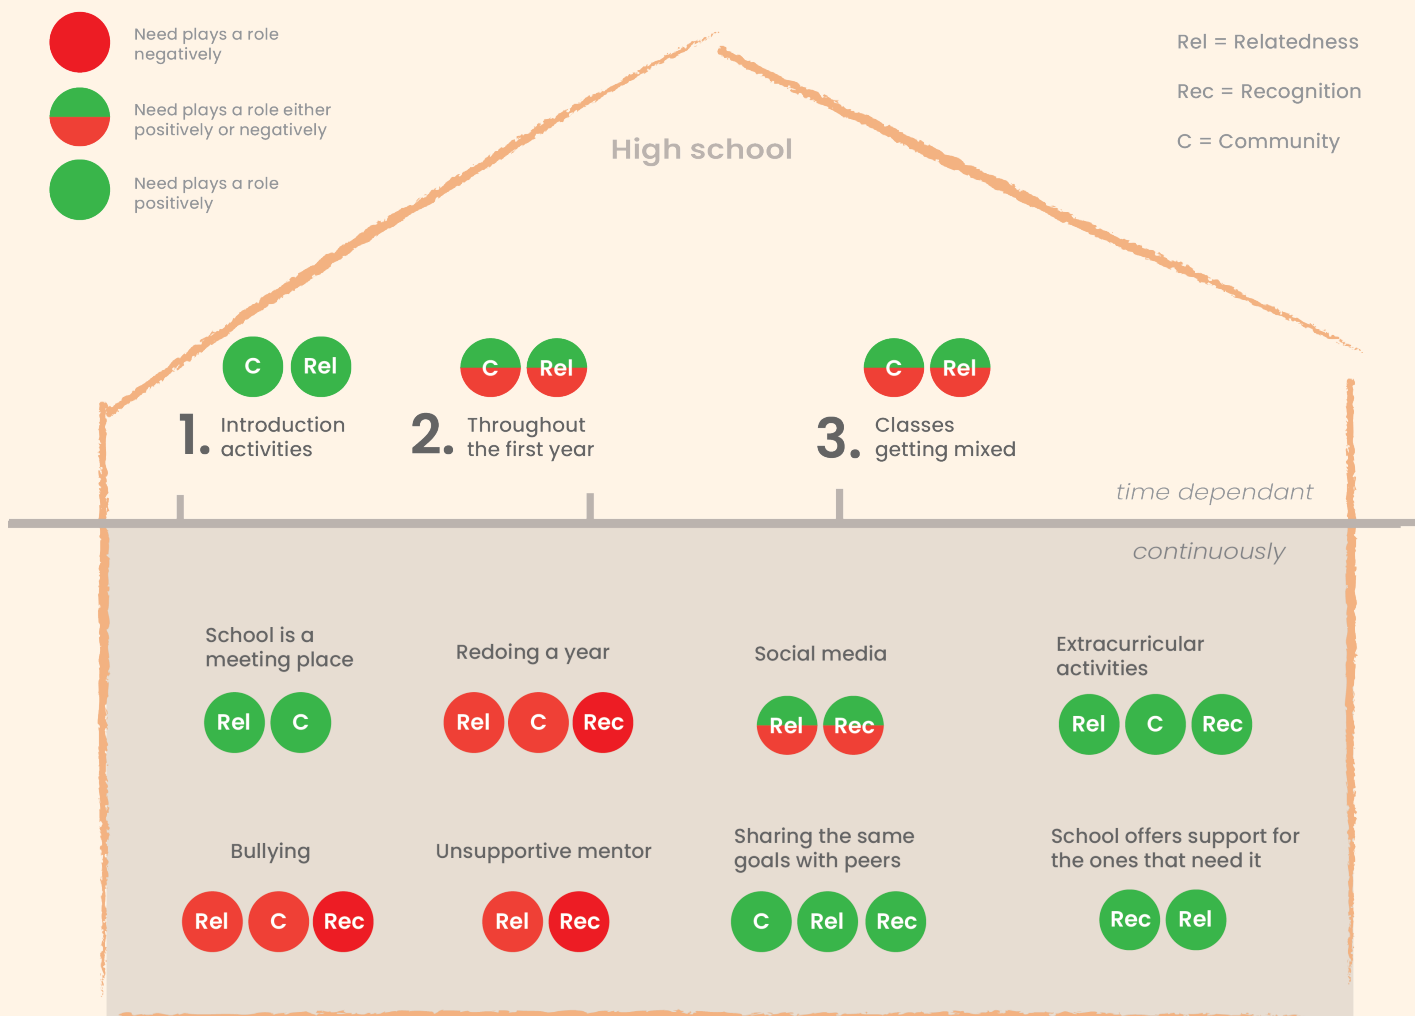 Need plays a role
negatively
Need plays a role either
positively or negatively
Need plays a role
positively
Rel = Relatedness
Rec = Recognition
C = Community
High school
C Rel
1. Introduction
activities
C Rel
2. Throughout
the first year
C Rel
3. Classes
getting mixed
time dependant
continuously
School is a
meeting place
Rel C
Redoing a year
Rel C Rec
Social media
Rel Rec
Extracurricular
activities
Rel C Rec
Bullying
Rel C Rec
Unsupportive mentor
Rel Rec
Sharing the same
goals with peers
C Rel Rec
School offers support for
the ones that need it
Rec Rel